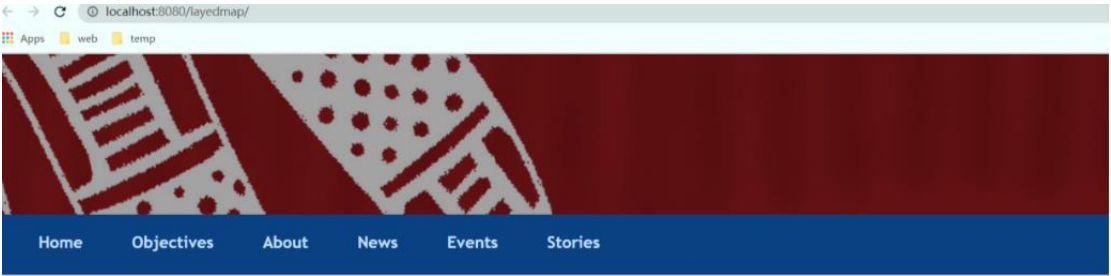 localhost:8080/layedmap/
Apps web temp
Home Objectives About News Events Stories